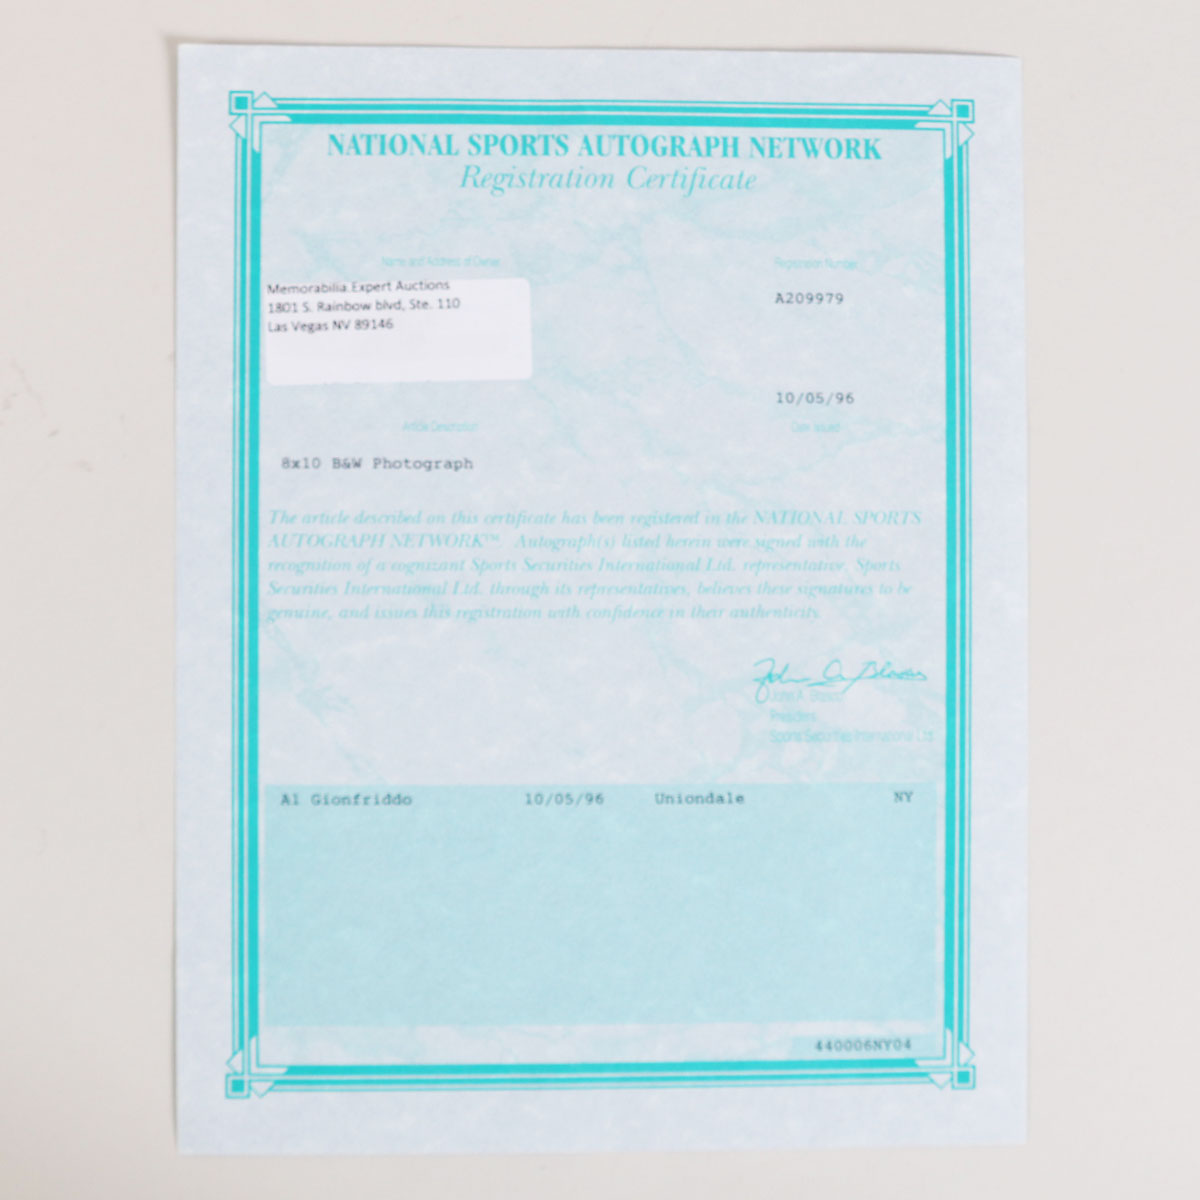 NATIONAL SPORTS AUTOGRAPH NETWORK
Registration Certificate
Name and Address of Owner
Registration Number
Memorabilia Expert Auctions
1801 S. Rainbow blvd, Ste. 110
Las Vegas NV 89146
A209979
10/05/96
Article Description
Date Issued
8x10 B&W Photograph
The article described on this certificate has been registered in the NATIONAL SPORTS
AUTOGRAPH NETWORK™. Autograph(s) listed herein were signed with the
recognition of a cognizant Sports Securities International Ltd. representative. Sports
Securities International Ltd. through its representatives, believes these signatures to be
genuine, and issues this registration with confidence in their authenticity.
John A.
President
Sports Securities International Ltd.
Al Gionfriddo 10/05/96 Uniondale NY
440006NY04